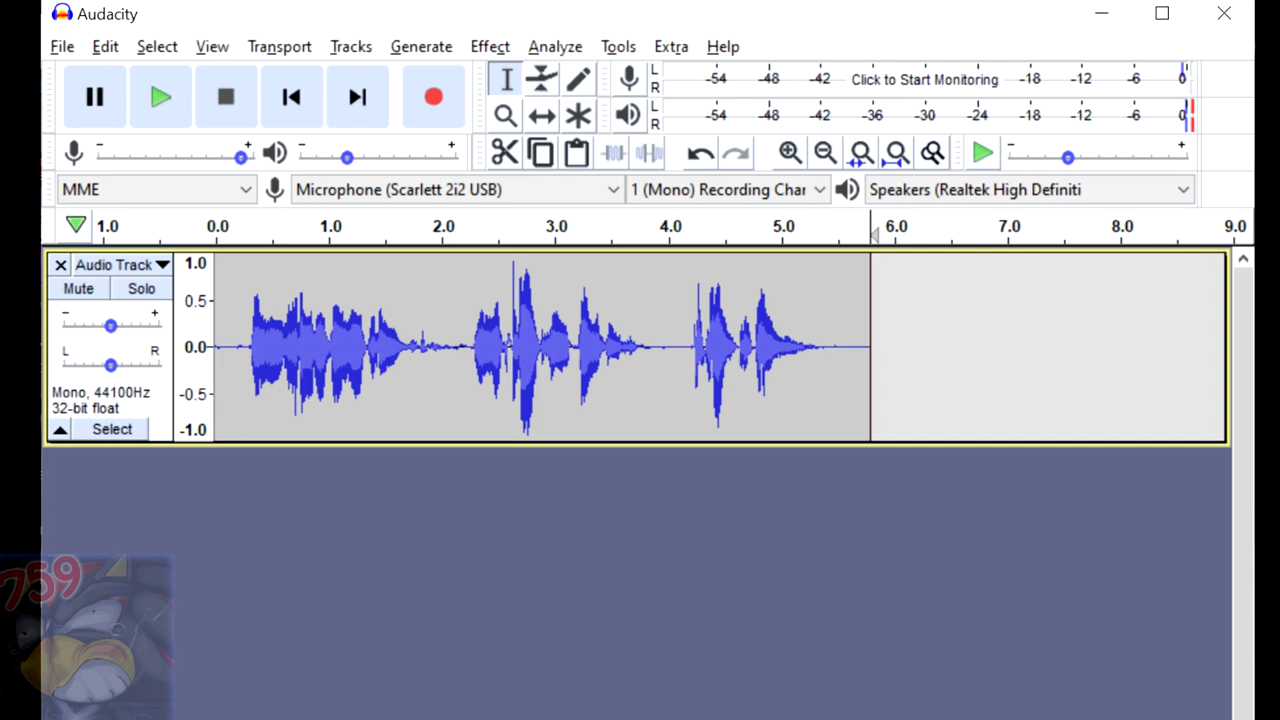 Audacity
File Edit Select View Transport Tracks Generate Effect Analyze Tools Extra Help
L R -54 -48 -42 Click to Start Monitoring -18 -12 -6 0
L R -54 -48 -42 -36 -30 -24 -18 -12 -6 0
- + - + - +
MME Microphone (Scarlett 2i2 USB) 1 (Mono) Recording Char Speakers (Realtek High Definiti
1.0 0.0 1.0 2.0 3.0 4.0 5.0 6.0 7.0 8.0 9.0
Audio Track 1.0
Mute Solo 0.5
- +
L R 0.0
Mono, 44100Hz -0.5
32-bit float
Select -1.0
759